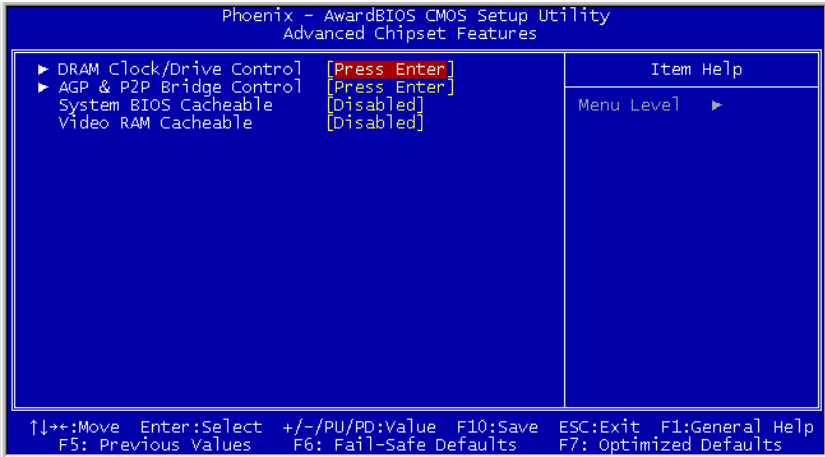 Phoenix - AwardBIOS CMOS Setup Utility
Advanced Chipset Features
► DRAM Clock/Drive Control [Press Enter]
► AGP & P2P Bridge Control [Press Enter]
System BIOS Cacheable [Disabled]
Video RAM Cacheable [Disabled]
Item Help
Menu Level ►
↑↓→←:Move Enter:Select +/-/PU/PD:Value F10:Save ESC:Exit F1:General Help
F5: Previous Values F6: Fail-Safe Defaults F7: Optimized Defaults